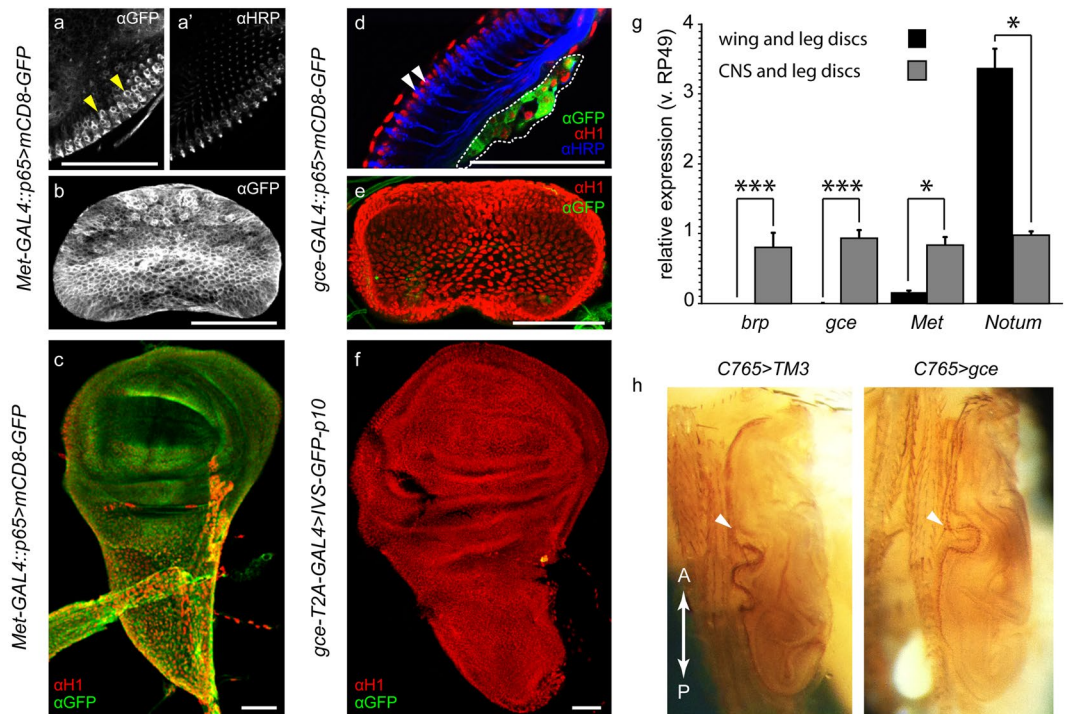 Met-GAL4::p65>mCD8-GFP
a
αGFP
a'
αHRP
b
αGFP
Met-GAL4::p65>mCD8-GFP
c
αH1
αGFP
gce-GAL4::p65>mCD8-GFP
d
αGFP
αH1
αHRP
e
αH1
αGFP
gce-T2A-GAL4>IVS-GFP-p10
f
αH1
αGFP
g
relative expression (v. RP49)
4
3
2
1
0
wing and leg discs
CNS and leg discs
***
***
*
*
brp
gce
Met
Notum
h
C765>TM3
C765>gce
A
P